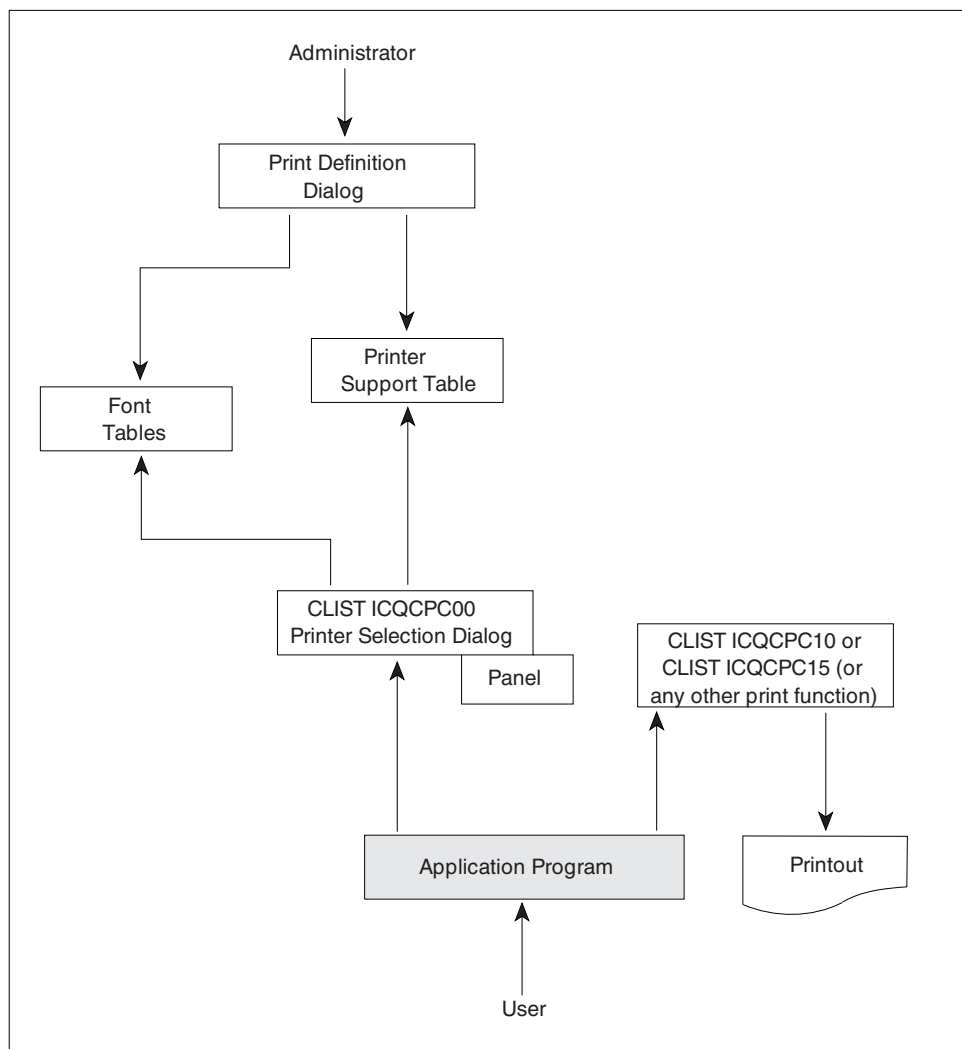 Administrator
Print Definition
Dialog
Printer
Support Table
Font
Tables
CLIST ICQCPC00
Printer Selection Dialog
Panel
CLIST ICQCPC10 or
CLIST ICQCPC15 (or
any other print function)
Application Program
Printout
User